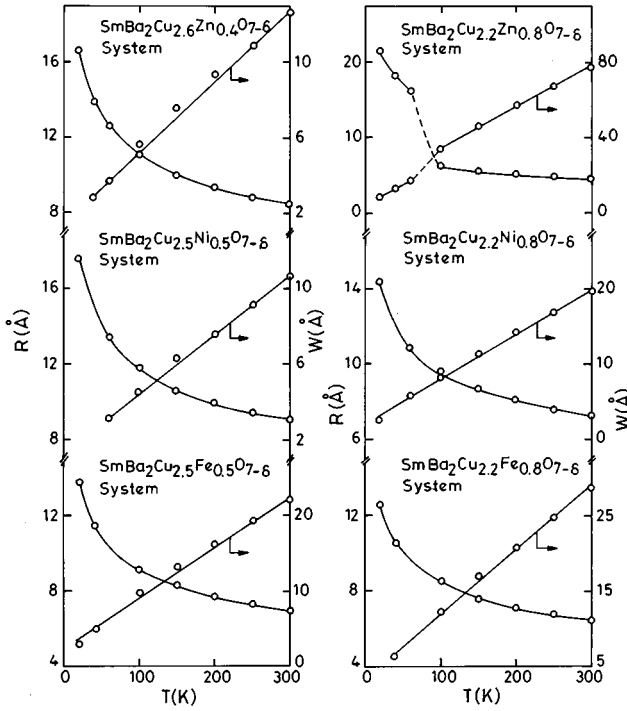 SmBa2Cu2.6Zn0.4O7-δ
System
16
12
8
10
6
2
SmBa2Cu2.2Zn0.8O7-δ
System
20
10
0
80
40
0
SmBa2Cu2.5Ni0.5O7-δ
System
16
12
8
10
6
2
R(Å)
W(Å)
SmBa2Cu2.2Ni0.8O7-δ
System
14
10
6
20
10
0
R(Å)
W(Å)
SmBa2Cu2.5Fe0.5O7-δ
System
12
8
4
20
10
0
0
100
200
300
T(K)
SmBa2Cu2.2Fe0.8O7-δ
System
12
8
4
25
15
5
0
100
200
300
T(K)